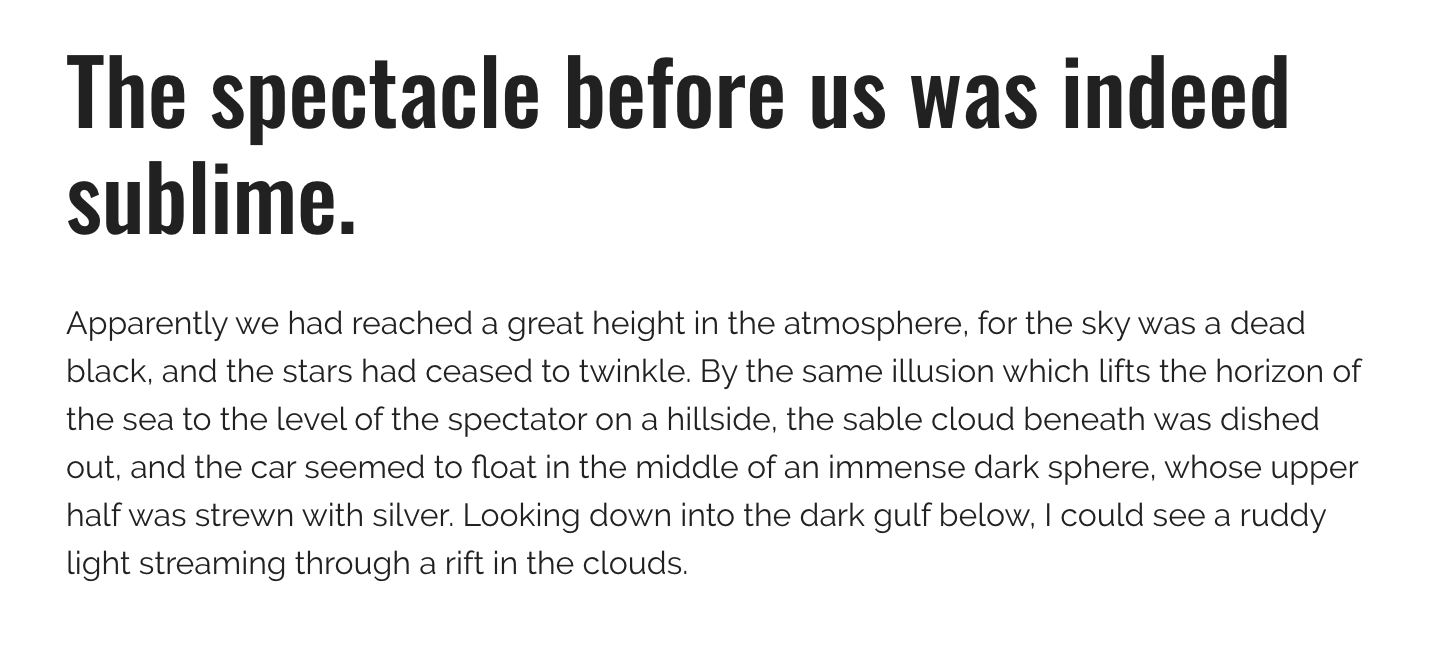 The spectacle before us was indeed
sublime.
Apparently we had reached a great height in the atmosphere, for the sky was a dead
black, and the stars had ceased to twinkle. By the same illusion which lifts the horizon of
the sea to the level of the spectator on a hillside, the sable cloud beneath was dished
out, and the car seemed to float in the middle of an immense dark sphere, whose upper
half was strewn with silver. Looking down into the dark gulf below, I could see a ruddy
light streaming through a rift in the clouds.